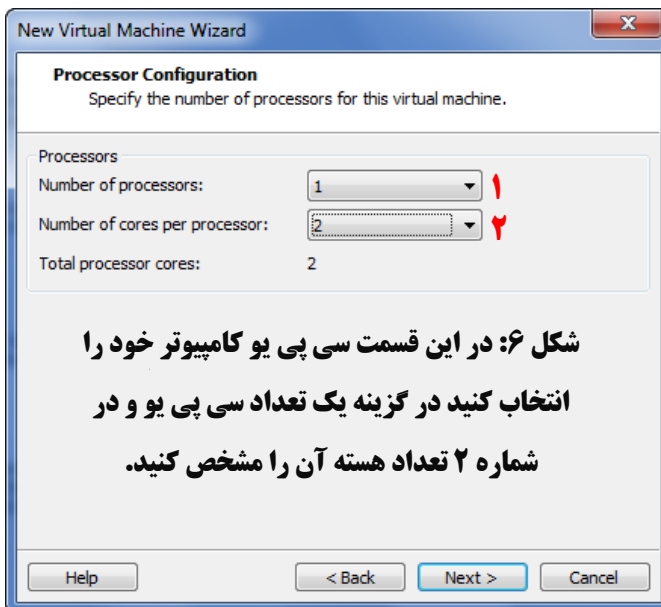 New Virtual Machine Wizard
Processor Configuration
Specify the number of processors for this virtual machine.
Processors
Number of processors: 1 ۱
Number of cores per processor: 2 ۲
Total processor cores: 2
شکل ۶: در این قسمت سی پی یو کامپیوتر خود را
انتخاب کنید در گزینه یک تعداد سی پی یو و در
شماره ۲ تعداد هسته آن را مشخص کنید.
Help < Back Next > Cancel